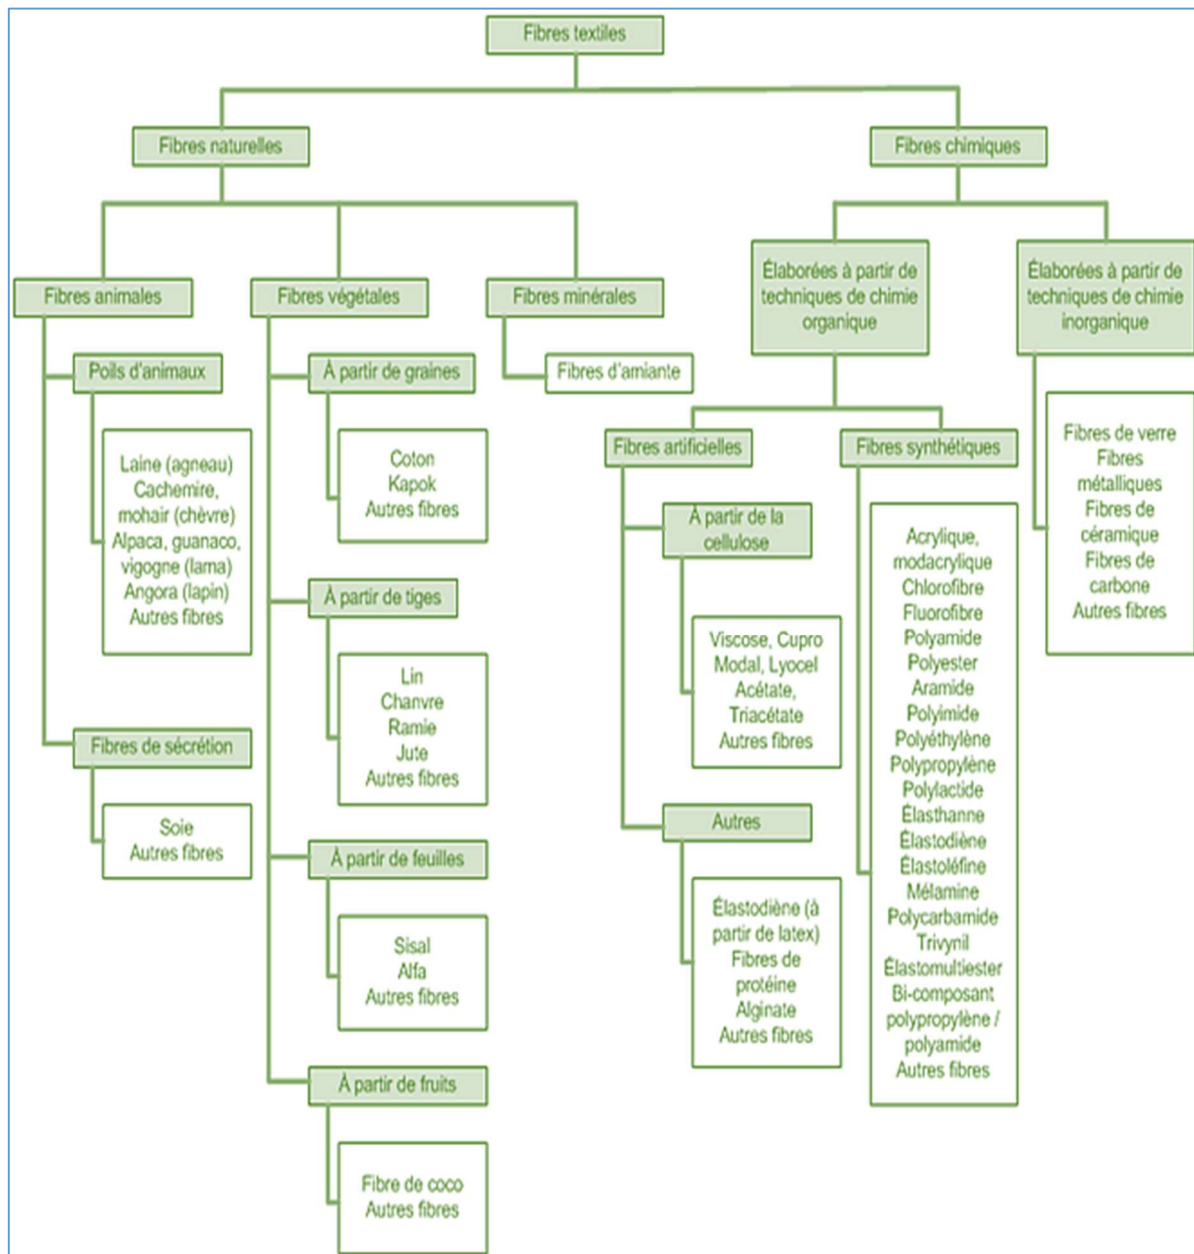 Fibres textiles
Fibres naturelles
Fibres chimiques
Fibres animales
Fibres végétales
Fibres minérales
Élaborées à partir de
techniques de chimie
organique
Élaborées à partir de
techniques de chimie
inorganique
Poils d'animaux
Laine (agneau)
Cachemire,
mohair (chèvre)
Alpaca, guanaco,
vigogne (lama)
Angora (lapin)
Autres fibres
Fibres de sécrétion
Soie
Autres fibres
À partir de graines
Coton
Kapok
Autres fibres
À partir de tiges
Lin
Chanvre
Ramie
Jute
Autres fibres
À partir de feuilles
Sisal
Alfa
Autres fibres
À partir de fruits
Fibre de coco
Autres fibres
Fibres d'amiante
Fibres artificielles
À partir de la
cellulose
Viscose, Cupro
Modal, Lyocel
Acétate,
Triacétate
Autres fibres
Autres
Élastodiène (à
partir de latex)
Fibres de
protéine
Alginate
Autres fibres
Fibres synthétiques
Acrylique,
modacrylique
Chlorofibre
Fluorofibre
Polyamide
Polyester
Aramide
Polyimide
Polyéthylène
Polypropylène
Polylactide
Élasthanne
Élastodiène
Élastoléfine
Mélamine
Polycarbamide
Trivynil
Élastomultiester
Bi-composant
polypropylène /
polyamide
Autres fibres
Fibres de verre
Fibres
métalliques
Fibres de
céramique
Fibres de
carbone
Autres fibres